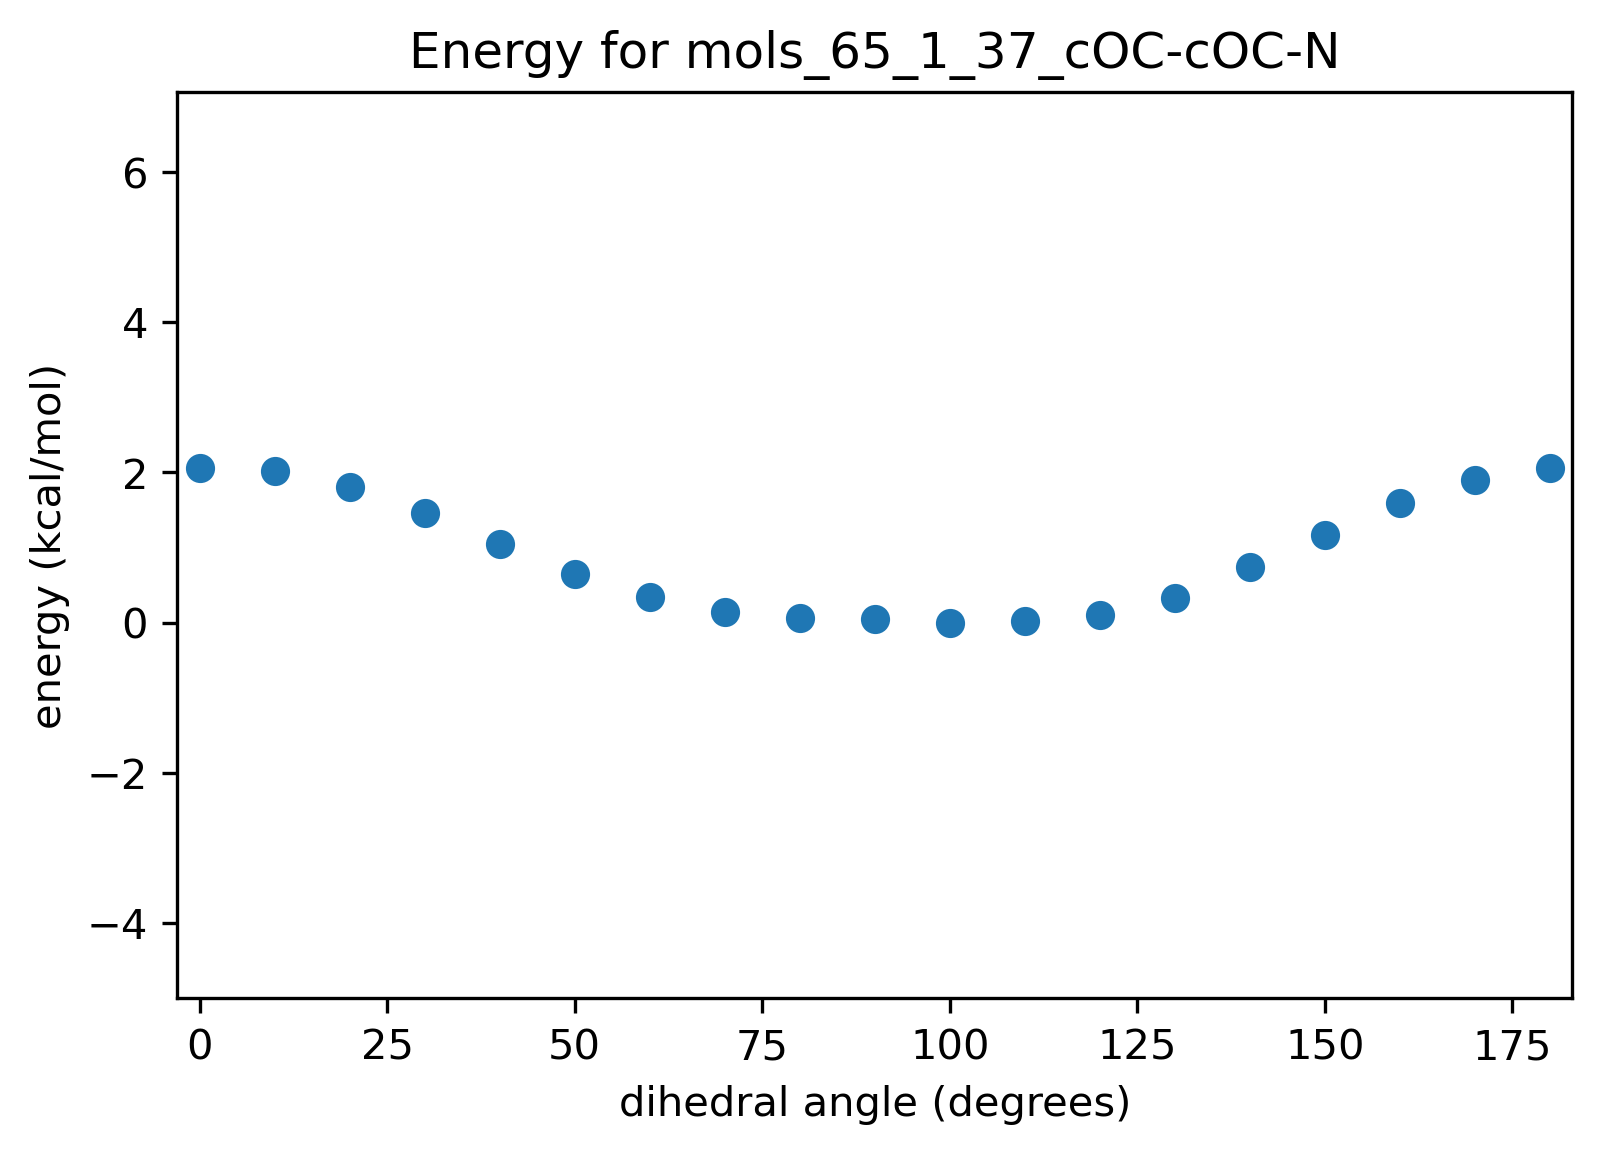 Energy for mols_65_1_37_cOC-cOC-N
energy (kcal/mol)
6
4
2
0
−2
−4
0 25 50 75 100 125 150 175
dihedral angle (degrees)